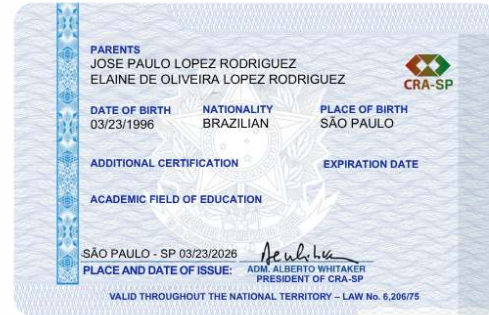 PARENTS
JOSE PAULO LOPEZ RODRIGUEZ
ELAINE DE OLIVEIRA LOPEZ RODRIGUEZ
CRA-SP
DATE OF BIRTH NATIONALITY PLACE OF BIRTH
03/23/1996 BRAZILIAN SÃO PAULO
ADDITIONAL CERTIFICATION EXPIRATION DATE
ACADEMIC FIELD OF EDUCATION
SÃO PAULO - SP 03/23/2026
PLACE AND DATE OF ISSUE: ADM. ALBERTO WHITAKER
PRESIDENT OF CRA-SP
VALID THROUGHOUT THE NATIONAL TERRITORY – LAW No. 6,206/75